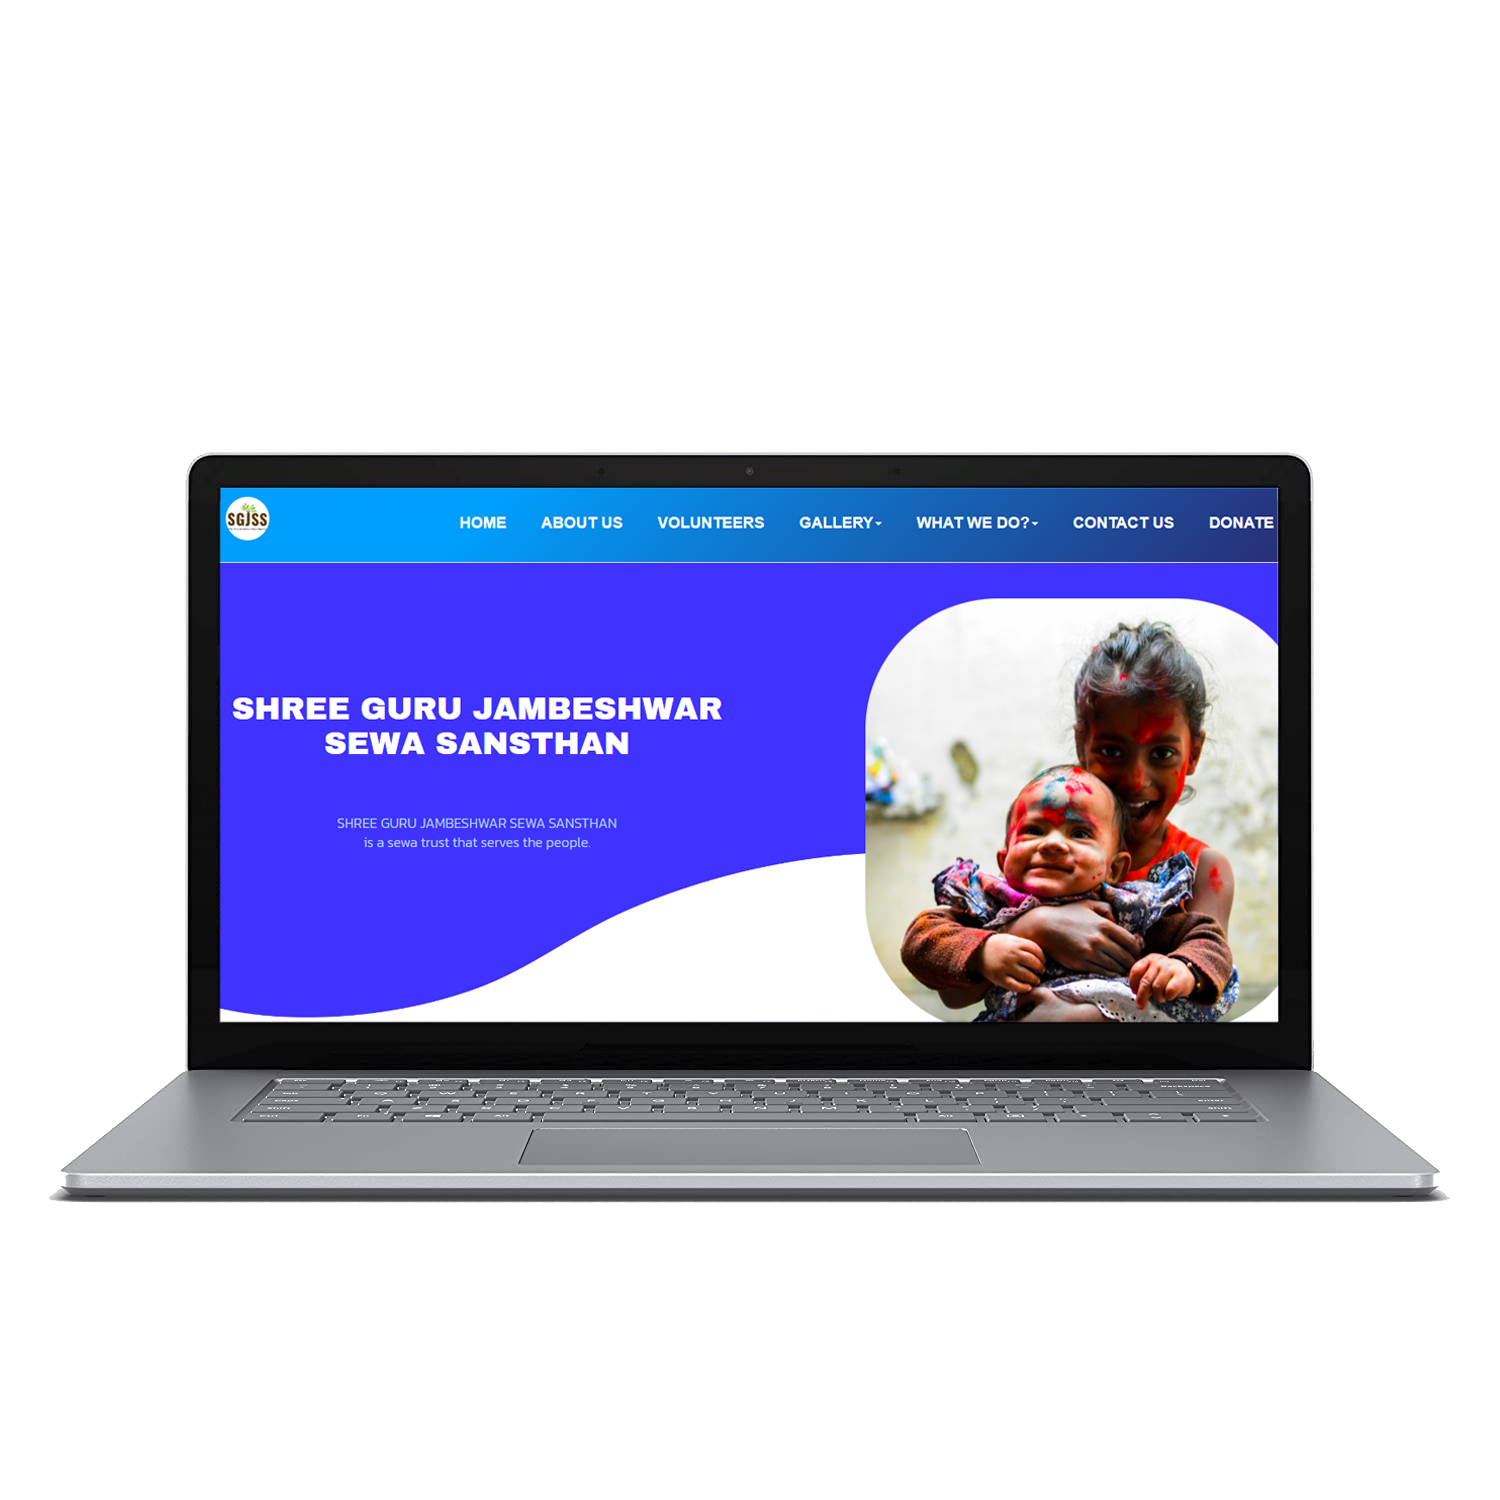 SGJSS
HOME ABOUT US VOLUNTEERS GALLERY WHAT WE DO? CONTACT US DONATE
SHREE GURU JAMBESHWAR
SEWA SANSTHAN
SHREE GURU JAMBESHWAR SEWA SANSTHAN
is a sewa trust that serves the people.